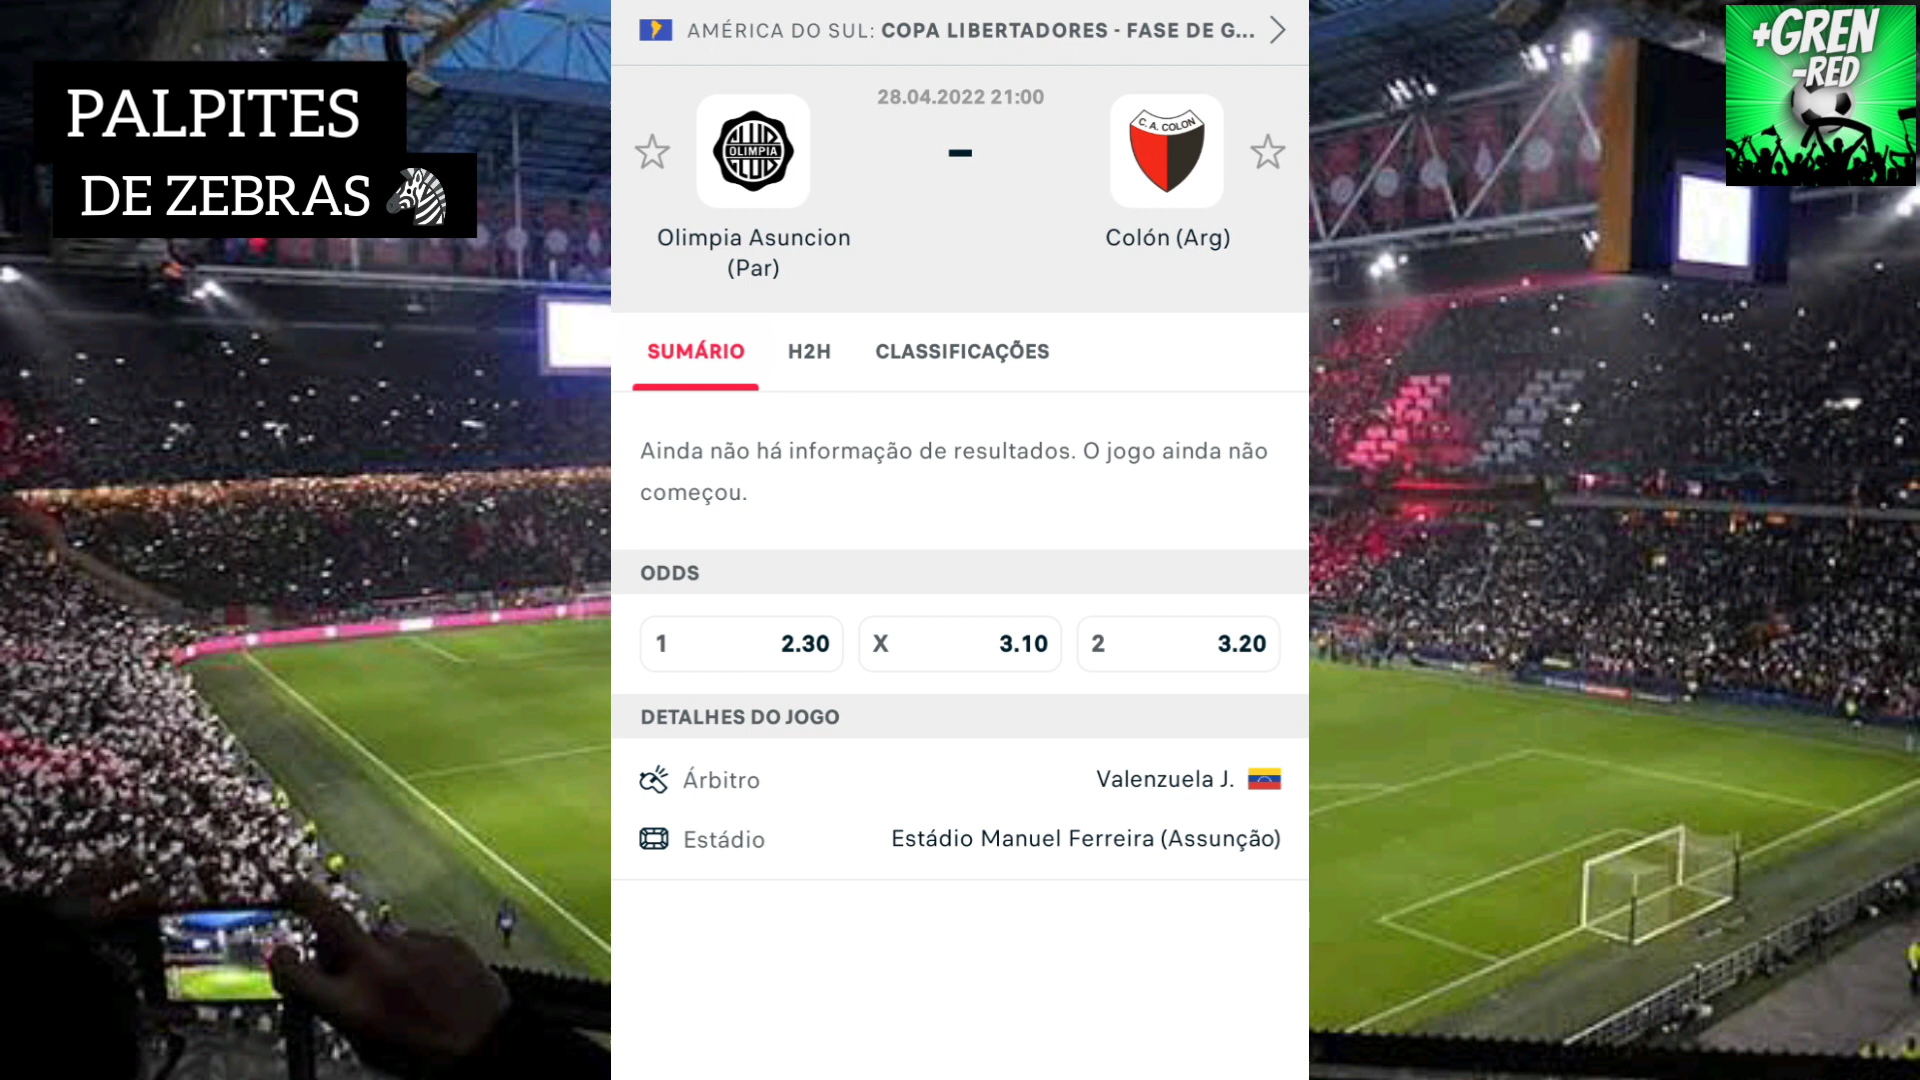 PALPITES
DE ZEBRAS
AMÉRICA DO SUL: COPA LIBERTADORES - FASE DE G...
28.04.2022 21:00
OLIMPIA
C. A. COLON
-
Olimpia Asuncion
(Par)
Colón (Arg)
SUMÁRIO H2H CLASSIFICAÇÕES
Ainda não há informação de resultados. O jogo ainda não
começou.
ODDS
1 2.30 X 3.10 2 3.20
DETALHES DO JOGO
Árbitro Valenzuela J.
Estádio Estádio Manuel Ferreira (Assunção)
+GREN
-RED